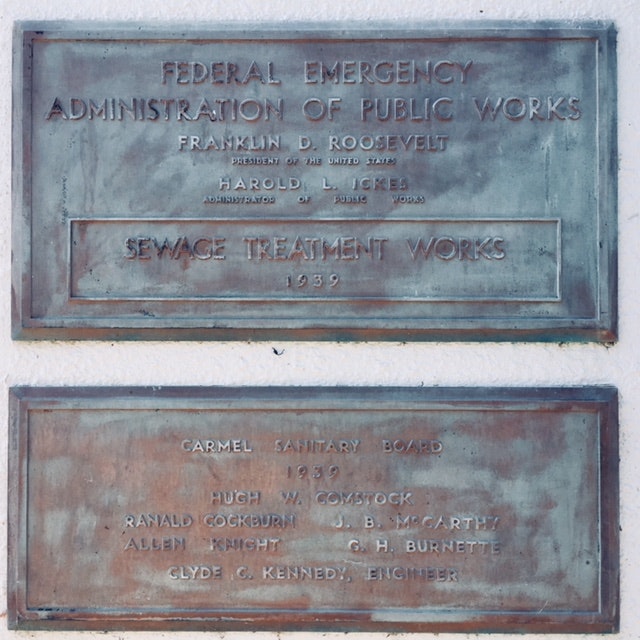 FEDERAL EMERGENCY
ADMINISTRATION OF PUBLIC WORKS
FRANKLIN D. ROOSEVELT
PRESIDENT OF THE UNITED STATES
HAROLD L. ICKES
ADMINISTRATOR OF PUBLIC WORKS
SEWAGE TREATMENT WORKS
1939
CARMEL SANITARY BOARD
1939
HUGH W. COMSTOCK
RANALD COCKBURN J. B. McCARTHY
ALLEN KNIGHT G. H. BURNETTE
CLYDE C. KENNEDY, ENGINEER